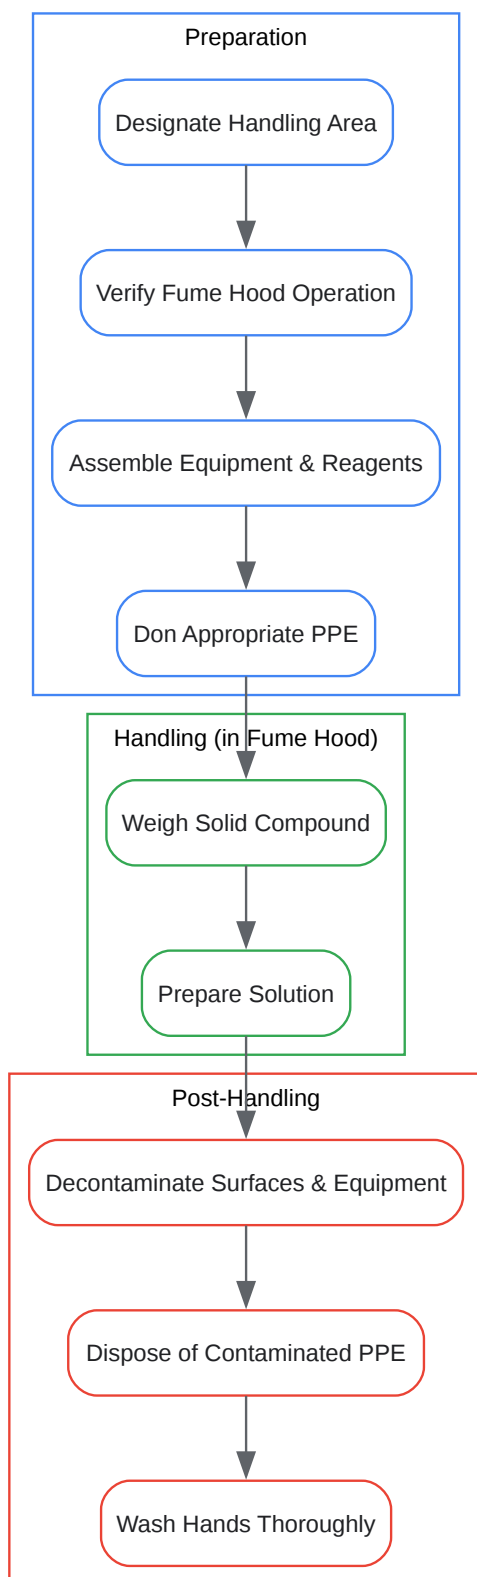 Preparation
Designate Handling Area
Verify Fume Hood Operation
Assemble Equipment & Reagents
Don Appropriate PPE
Handling (in Fume Hood)
Weigh Solid Compound
Prepare Solution
Post-Handling
Decontaminate Surfaces & Equipment
Dispose of Contaminated PPE
Wash Hands Thoroughly